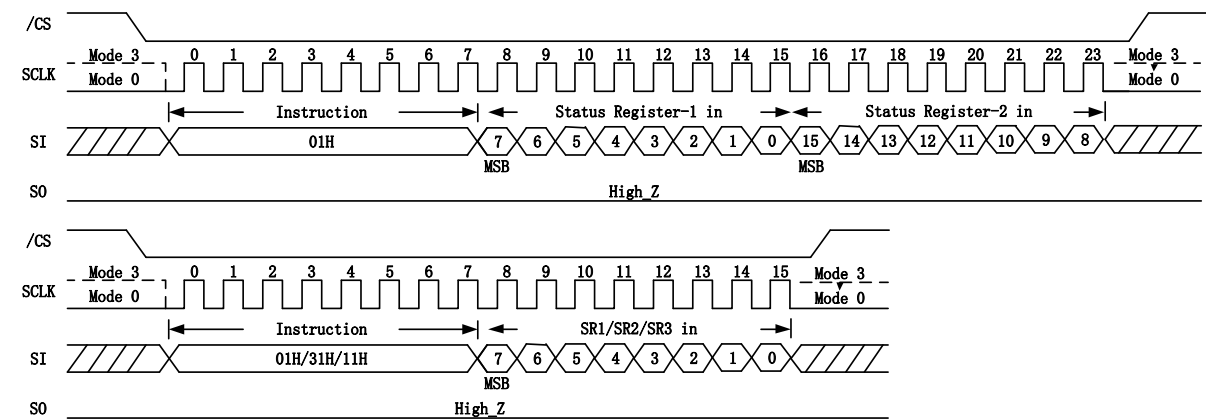 /CS
Mode 3 0 1 2 3 4 5 6 7 8 9 10 11 12 13 14 15 16 17 18 19 20 21 22 23 Mode 3
SCLK
Mode 0 Mode 0
Instruction Status Register-1 in Status Register-2 in
SI 01H 7 6 5 4 3 2 1 0 15 14 13 12 11 10 9 8
MSB MSB
SO High_Z
/CS
Mode 3 0 1 2 3 4 5 6 7 8 9 10 11 12 13 14 15 Mode 3
SCLK
Mode 0 Mode 0
Instruction SR1/SR2/SR3 in
SI 01H/31H/11H 7 6 5 4 3 2 1 0
MSB
SO High_Z